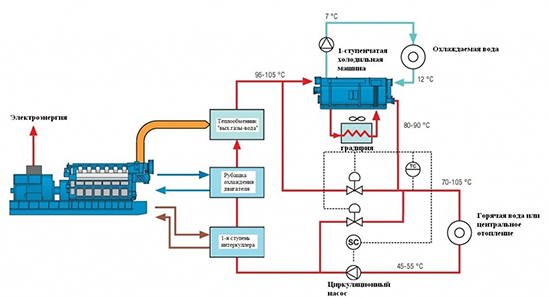 7 °C
1-ступенчатая
холодильная
машина
Охлаждаемая вода
12 °C
95-105 °C
Электроэнергия
Теплообменник
"вых.газы-вода"
80-90 °C
градирня
TC
Рубашка
охлаждения
двигателя
70-105 °C
Горячая вода или
центральное
отопление
1-я ступень
интеркуллера
SC
45-55 °C
Циркуляционный
насос